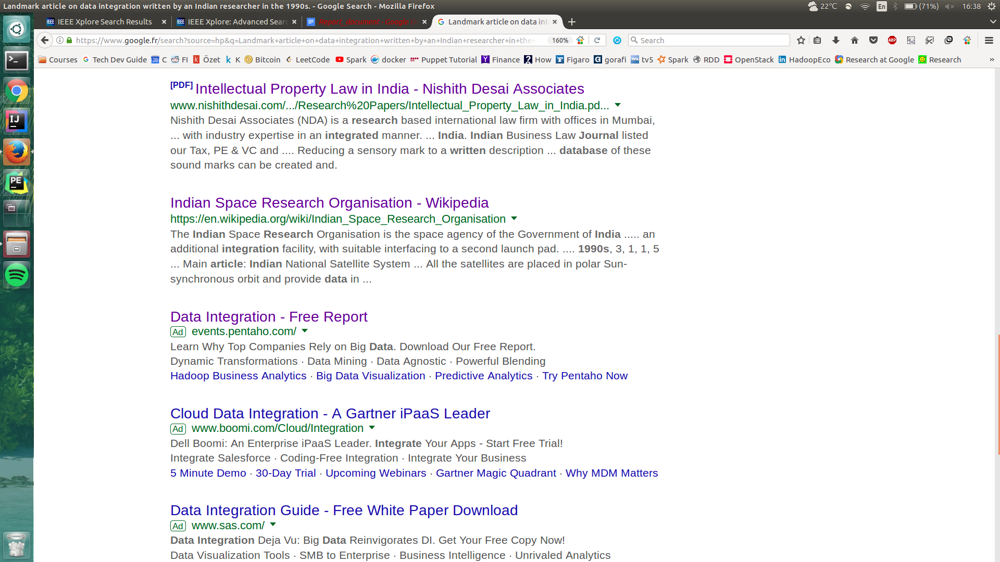 Landmark article on data integration written by an Indian researcher in the 1990s. - Google Search - Mozilla Firefox
22°C
En
(71%)
16:38
IEEE Xplore Search Results
IEEE Xplore: Advanced Searc
Report_document - Google
Landmark article on data int
https://www.google.fr/search?source=hp&q=Landmark+article+on+data+integration+written+by+an+Indian+researcher+in+the+
160%
Search
ABP
Courses
Tech Dev Guide
28
C
FI
K
Özet
k
K
Bitcoin
LeetCode
Spark
docker
Puppet Tutorial
Finance
How
Figaro
gorafi
tv5
Spark
RDD
OpenStack
HadoopEco
Research at Google
Research
»
IJ
PE
[PDF] Intellectual Property Law in India - Nishith Desai Associates
www.nishithdesai.com/.../Research%20Papers/Intellectual_Property_Law_in_India.pd...
Nishith Desai Associates (NDA) is a research based international law firm with offices in Mumbai,
... with industry expertise in an integrated manner. ... India. Indian Business Law Journal listed
our Tax, PE & VC and .... Reducing a sensory mark to a written description ... database of these
sound marks can be created and.
Indian Space Research Organisation - Wikipedia
https://en.wikipedia.org/wiki/Indian_Space_Research_Organisation
The Indian Space Research Organisation is the space agency of the Government of India ..... an
additional integration facility, with suitable interfacing to a second launch pad. .... 1990s, 3, 1, 1, 5
... Main article: Indian National Satellite System ... All the satellites are placed in polar Sun-
synchronous orbit and provide data in ...
Data Integration - Free Report
Ad events.pentaho.com/
Learn Why Top Companies Rely on Big Data. Download Our Free Report.
Dynamic Transformations · Data Mining · Data Agnostic · Powerful Blending
Hadoop Business Analytics · Big Data Visualization · Predictive Analytics · Try Pentaho Now
Cloud Data Integration - A Gartner iPaaS Leader
Ad www.boomi.com/Cloud/Integration
Dell Boomi: An Enterprise iPaaS Leader. Integrate Your Apps - Start Free Trial!
Integrate Salesforce · Coding-Free Integration · Integrate Your Business
5 Minute Demo · 30-Day Trial · Upcoming Webinars · Gartner Magic Quadrant · Why MDM Matters
Data Integration Guide - Free White Paper Download
Ad www.sas.com/
Data Integration Deja Vu: Big Data Reinvigorates DI. Get Your Free Copy Now!
Data Visualization Tools · SMB to Enterprise · Business Intelligence · Unrivaled Analytics